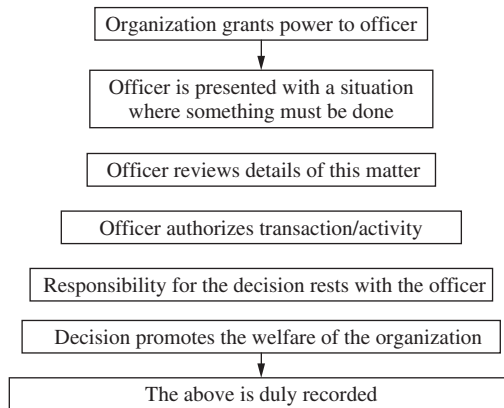 Organization grants power to officer
Officer is presented with a situation
where something must be done
Officer reviews details of this matter
Officer authorizes transaction/activity
Responsibility for the decision rests with the officer
Decision promotes the welfare of the organization
The above is duly recorded